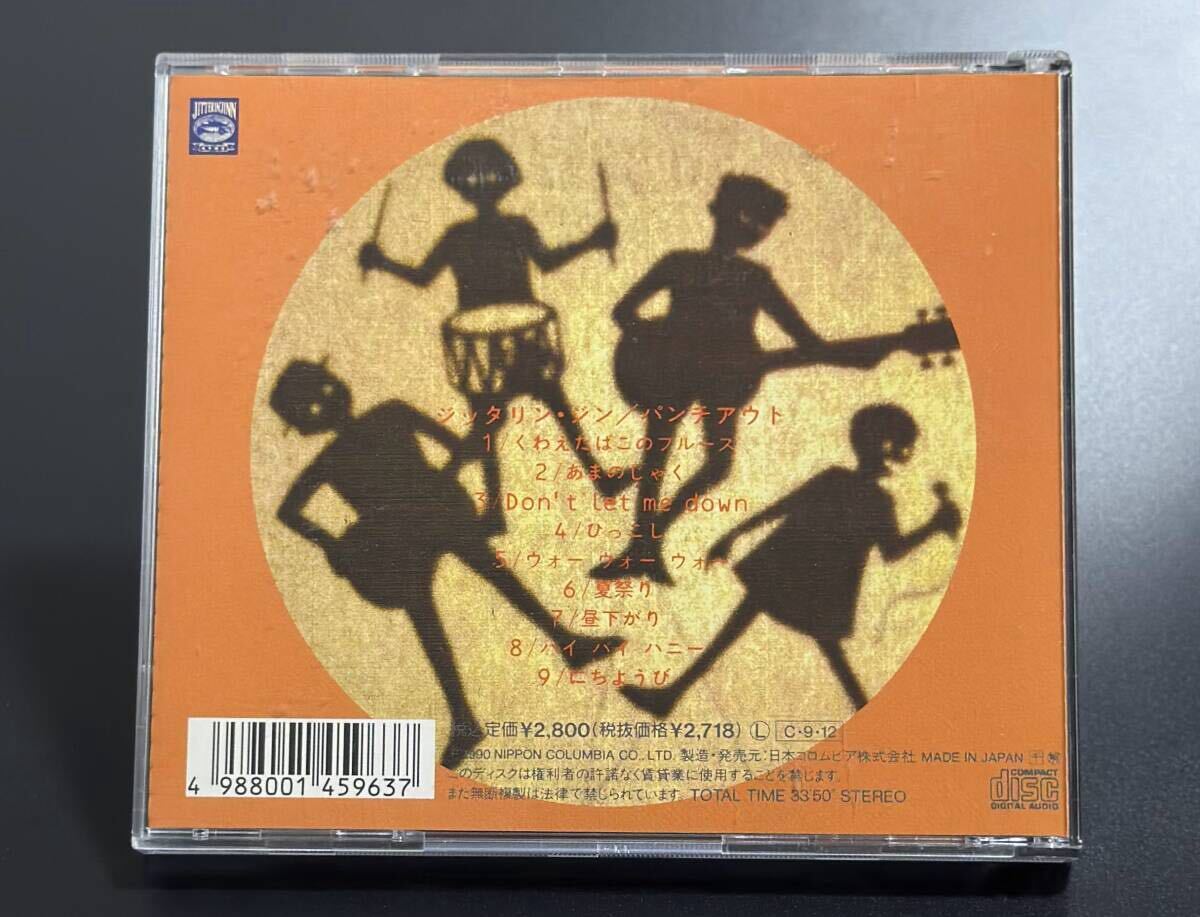 JITTERIN'JINN
ジッタリン・ジン／パンチアウト
1/くわえたばこのブルース
2/あまのじゃく
3/Don't let me down
4/ひっこし
5/ウォー ウォー ウォー
6/夏祭り
7/昼下がり
8/バイ バイ ハニー
9/にちようび
税込定価¥2,800(税抜価格¥2,718) Ⓛ C・9・12
℗1990 NIPPON COLUMBIA CO., LTD. 製造・発売元:日本コロムビア株式会社 MADE IN JAPAN
このディスクは権利者の許諾なく賃貸業に使用することを禁じます。
また無断複製は法律で禁じられています。TOTAL TIME 33'50" STEREO
4 988001 459637
COMPACT
disc
DIGITAL AUDIO